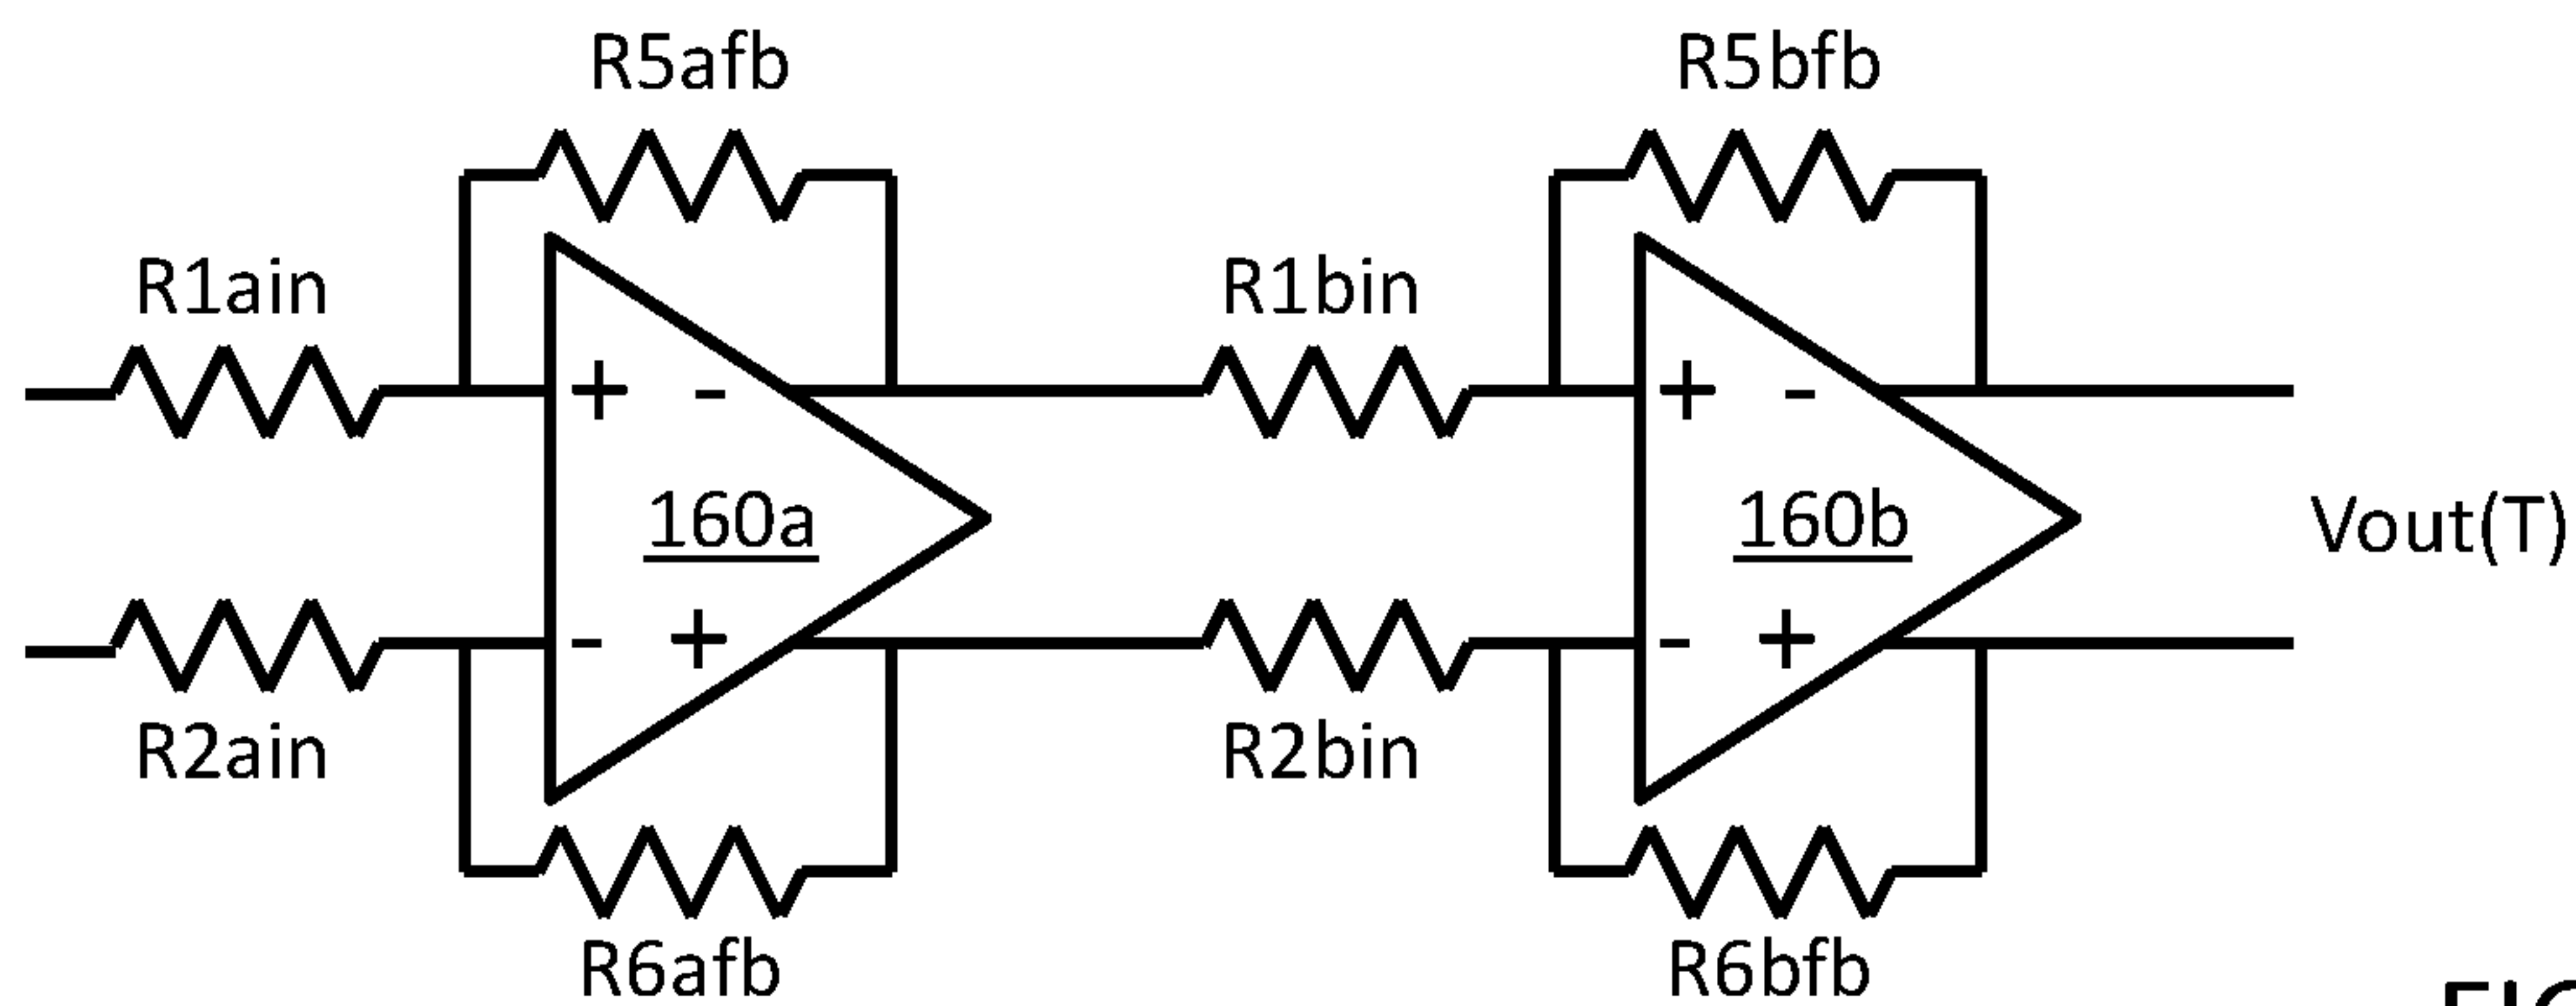 R5afb
R5bfb
R1ain
R1bin
+ -
+ -
160a
160b
Vout(T)
- +
- +
R2ain
R2bin
R6afb
R6bfb